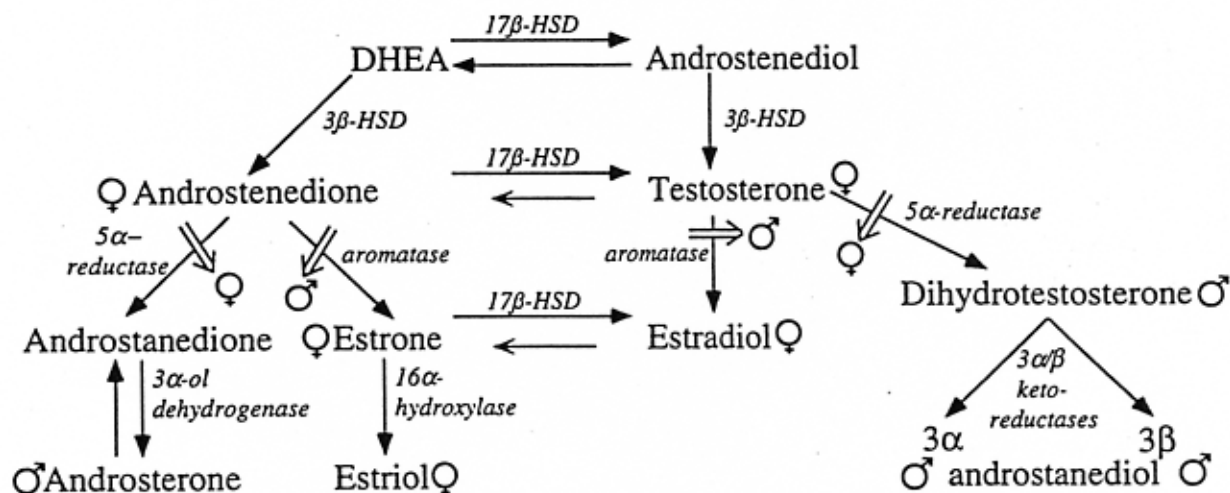 17β-HSD
DHEA
Androstenediol
3β-HSD
3β-HSD
17β-HSD
♀ Androstenedione
Testosterone ♀
5α–
reductase
♀
aromatase
♂
aromatase
♂
5α-reductase
♀
Dihydrotestosterone ♂
17β-HSD
Androstanedione
♀ Estrone
Estradiol ♀
3α-ol
dehydrogenase
16α-
hydroxylase
3α/β
keto-
reductases
3α
3β
♂ Androsterone
Estriol ♀
♂ androstanediol ♂